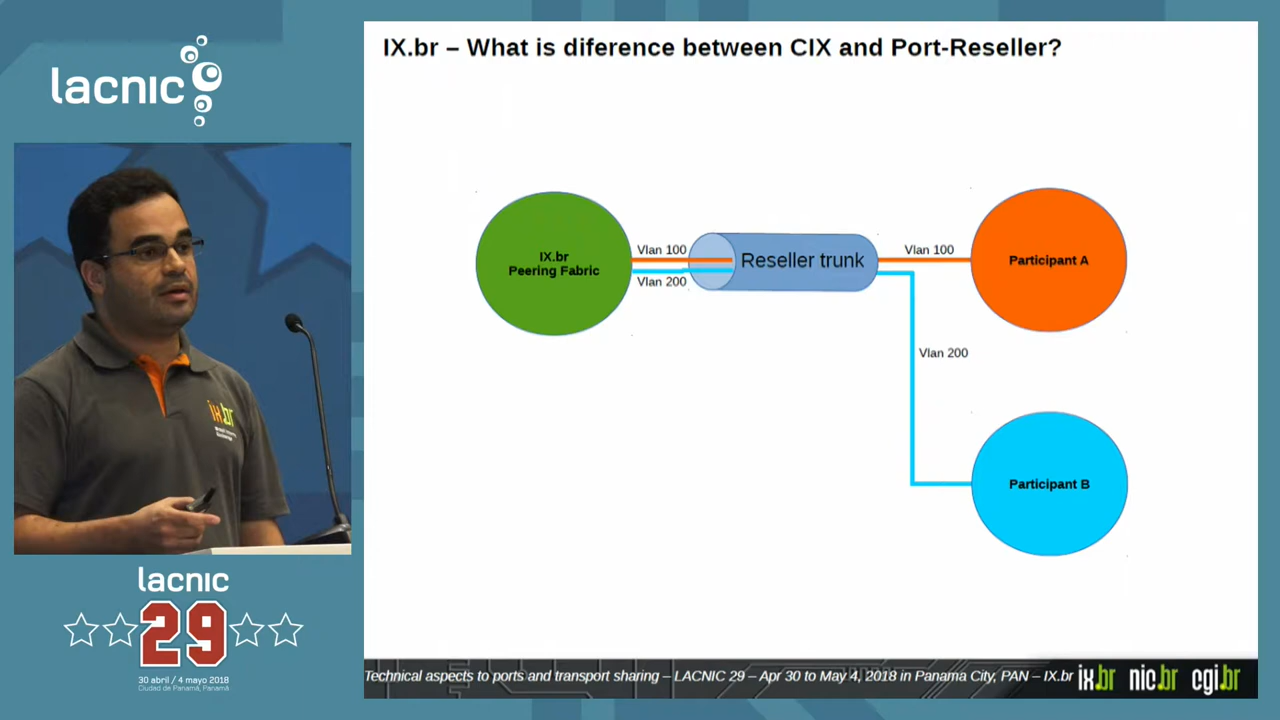 IX.br – What is diference between CIX and Port-Reseller?
lacnic
IX.br
Peering Fabric
Vlan 100
Vlan 200
Reseller trunk
Vlan 100
Participant A
Vlan 200
Participant B
ix.br
lacnic
29
30 abril / 4 mayo 2018
Ciudad de Panamá, Panamá
Technical aspects to ports and transport sharing – LACNIC 29 – Apr 30 to May 4, 2018 in Panama City, PAN – IX.br
ix.br nic.br cgi.br